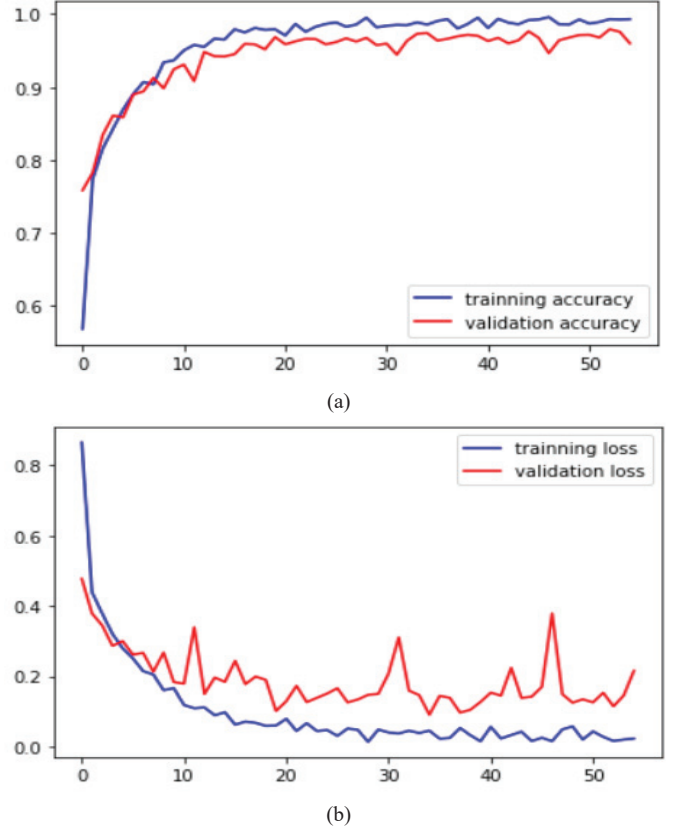 1.0
0.9
0.8
0.7
0.6
trainning accuracy
validation accuracy
0 10 20 30 40 50
(a)
trainning loss
validation loss
0.8
0.6
0.4
0.2
0.0
0 10 20 30 40 50
(b)